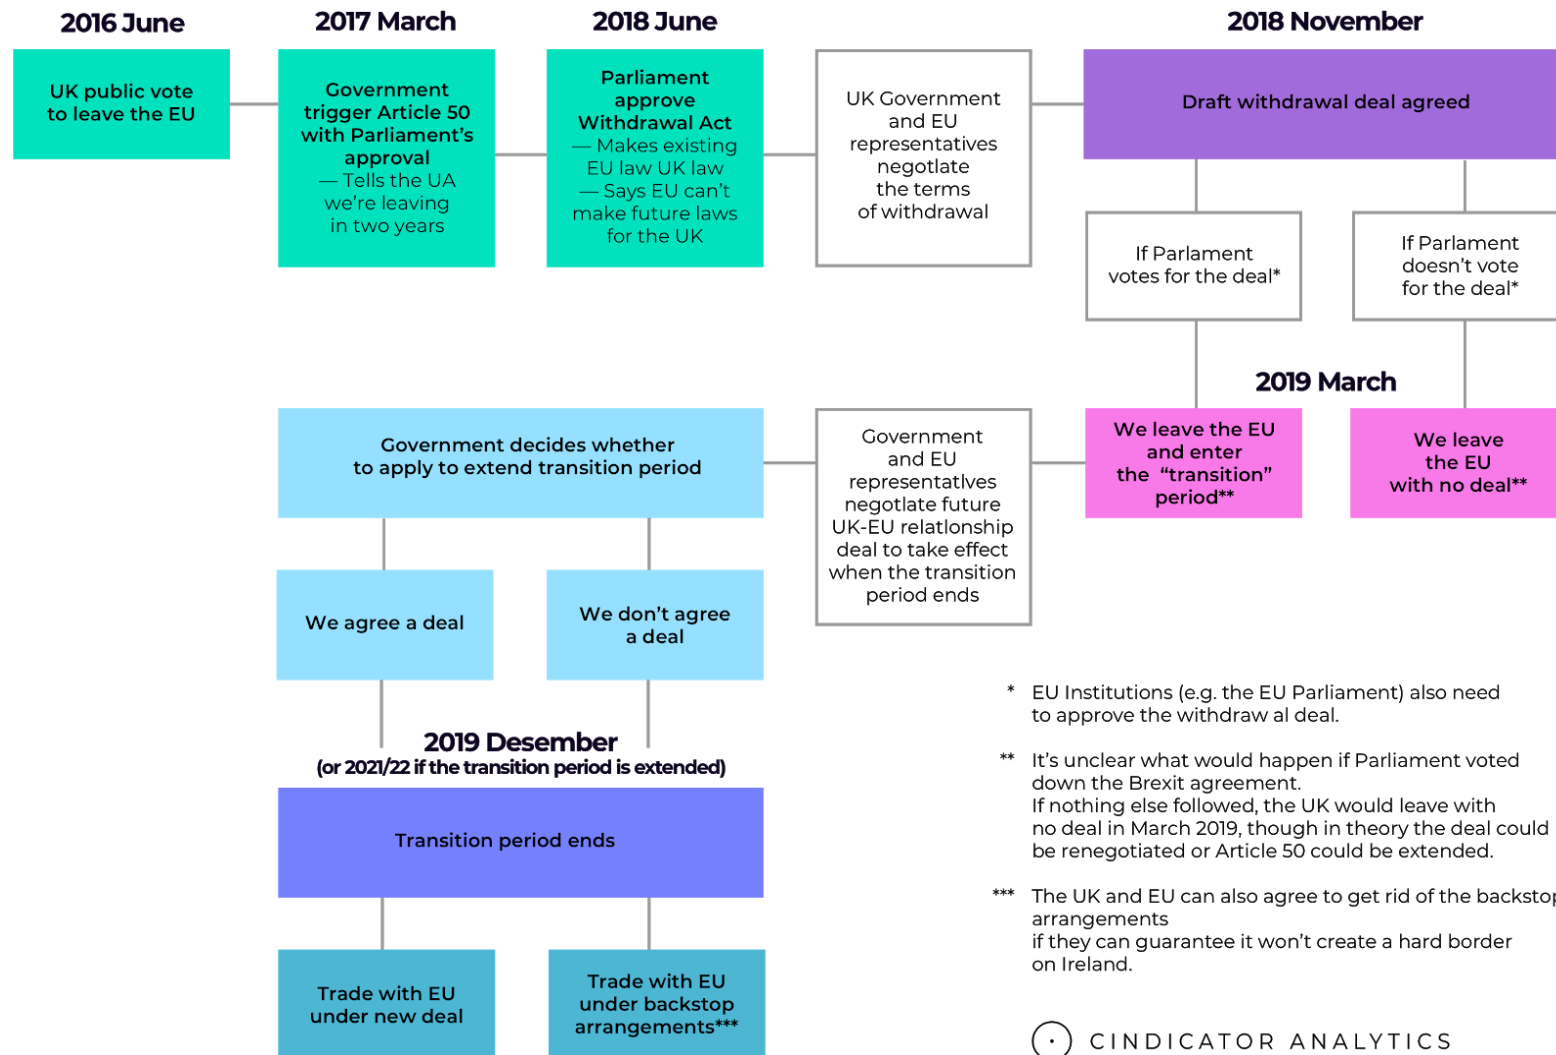 2016 June
UK public vote
to leave the EU
2017 March
Government
trigger Article 50
with Parliament's
approval
— Tells the UA
we're leaving
in two years
2018 June
Parliament
approve
Withdrawal Act
— Makes existing
EU law UK law
— Says EU can't
make future laws
for the UK
UK Government
and EU
representatives
negotlate
the terms
of withdrawal
2018 November
Draft withdrawal deal agreed
If Parlament
votes for the deal*
If Parlament
doesn't vote
for the deal*
2019 March
We leave the EU
and enter
the “transition”
period**
We leave
the EU
with no deal**
Government
and EU
representatlves
negotlate future
UK-EU relatlonship
deal to take effect
when the transition
period ends
Government decides whether
to apply to extend transition period
We agree a deal
We don't agree
a deal
2019 Desember
(or 2021/22 if the transition period is extended)
Transition period ends
Trade with EU
under new deal
Trade with EU
under backstop
arrangements***
* EU Institutions (e.g. the EU Parliament) also need
to approve the withdraw al deal.
** It's unclear what would happen if Parliament voted
down the Brexit agreement.
If nothing else followed, the UK would leave with
no deal in March 2019, though in theory the deal could
be renegotiated or Article 50 could be extended.
*** The UK and EU can also agree to get rid of the backstop
arrangements
if they can guarantee it won't create a hard border
on Ireland.
CINDICATOR ANALYTICS